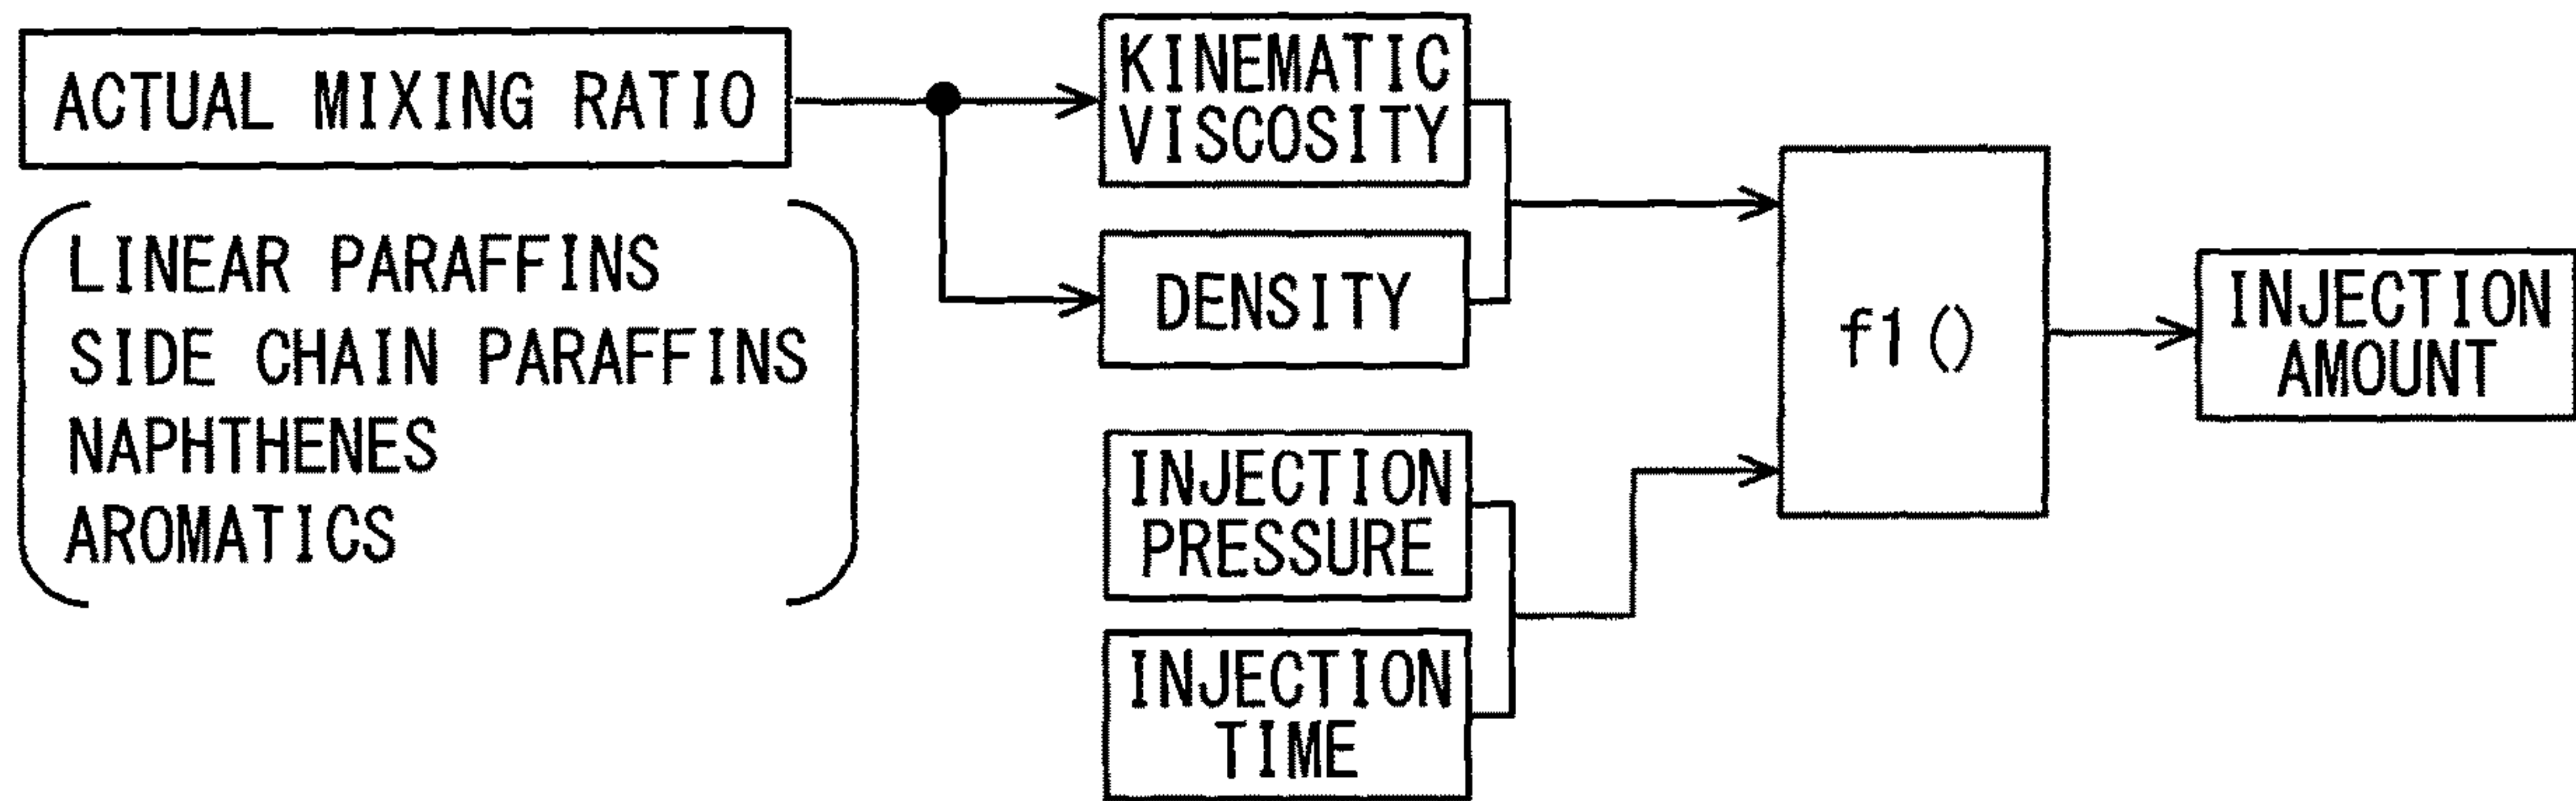 ACTUAL MIXING RATIO
LINEAR PARAFFINS
SIDE CHAIN PARAFFINS
NAPHTHENES
AROMATICS
KINEMATIC
VISCOSITY
DENSITY
INJECTION
PRESSURE
INJECTION
TIME
f1()
INJECTION
AMOUNT